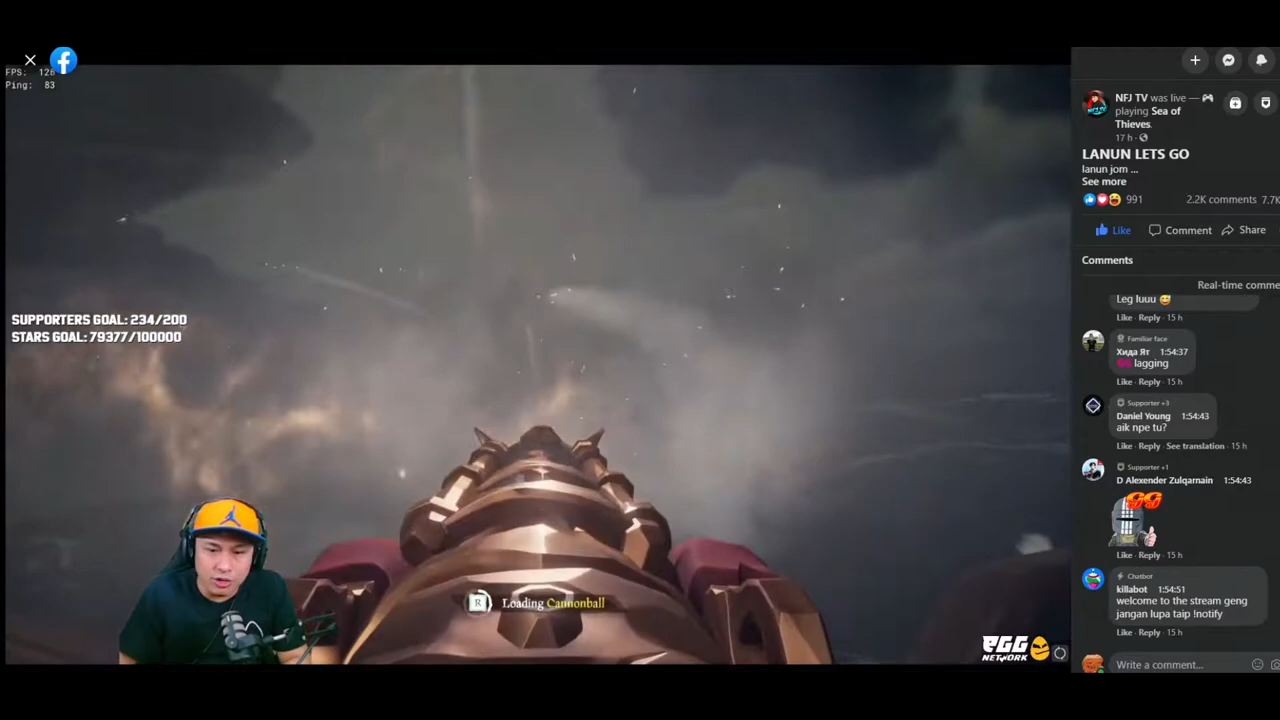 FPS: 126
Ping: 83
SUPPORTERS GOAL: 234/200
STARS GOAL: 79377/100000
R Loading Cannonball
EGG
NETWORK
NFJ TV was live —
playing Sea of
Thieves.
17 h
LANUN LETS GO
lanun jom ...
See more
991 2.2K comments 7.7K
Like Comment Share
Comments
Real-time comme
Leg luuu
Like · Reply · 15 h
Familiar face
Хида Ят 1:54:37
GG lagging
Like · Reply · 15 h
Supporter +3
Daniel Young 1:54:43
aik npe tu?
Like · Reply · See translation · 15 h
Supporter +1
D Alexender Zulqarnain 1:54:43
GG
Like · Reply · 15 h
Chatbot
killabot 1:54:51
welcome to the stream geng
jangan lupa taip !notify
Like · Reply · 15 h
Write a comment...